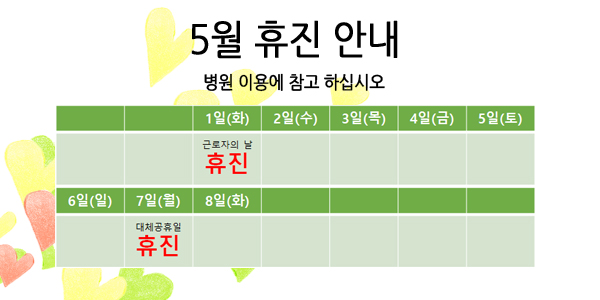 5월 휴진 안내
병원 이용에 참고 하십시오
1일(화) 2일(수) 3일(목) 4일(금) 5일(토)
근로자의 날
휴진
6일(일) 7일(월) 8일(화)
대체공휴일
휴진